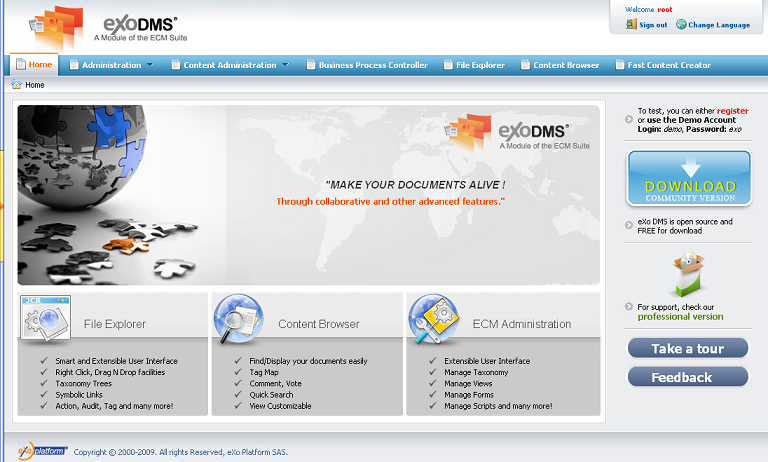 Welcome root
Sign out Change Language
eXoDMS®
A Module of the ECM Suite
Home Administration Content Administration Business Process Controller File Explorer Content Browser Fast Content Creator
Home
eXoDMS®
A Module of the ECM Suite
"MAKE YOUR DOCUMENTS ALIVE !
Through collaborative and other advanced features."
To test, you can either register
or use the Demo Account
Login: demo, Password: exo
DOWNLOAD
COMMUNITY VERSION
eXo DMS is open source and
FREE for download
For support, check our
professional version
Take a tour
Feedback
JCR
File Explorer
Smart and Extensible User Interface
Right Click, Drag N Drop facilities
Taxonomy Trees
Symbolic Links
Action, Audit, Tag and many more!
Content Browser
Find/Display your documents easily
Tag Map
Comment, Vote
Quick Search
View Customizable
ECM Administration
Extensible User Interface
Manage Taxonomy
Manage Views
Manage Forms
Manage Scripts and many more!
eXo platform
Copyright © 2000-2009. All rights Reserved, eXo Platform SAS.